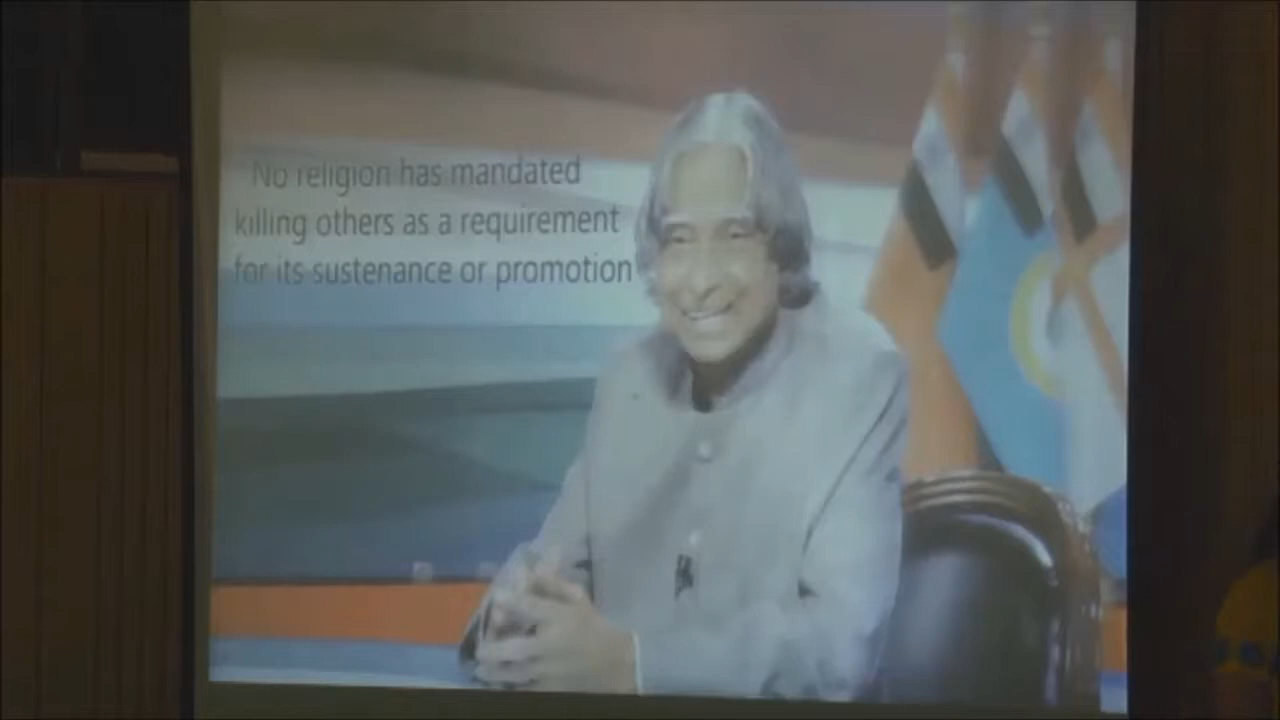 No religion has mandated
killing others as a requirement
for its sustenance or promotion